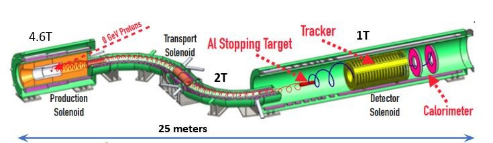 4.6T
8 GeV Protons
Production
Solenoid
Transport
Solenoid
2T
Al Stopping Target
Tracker
1T
Detector
Solenoid
Calorimeter
25 meters